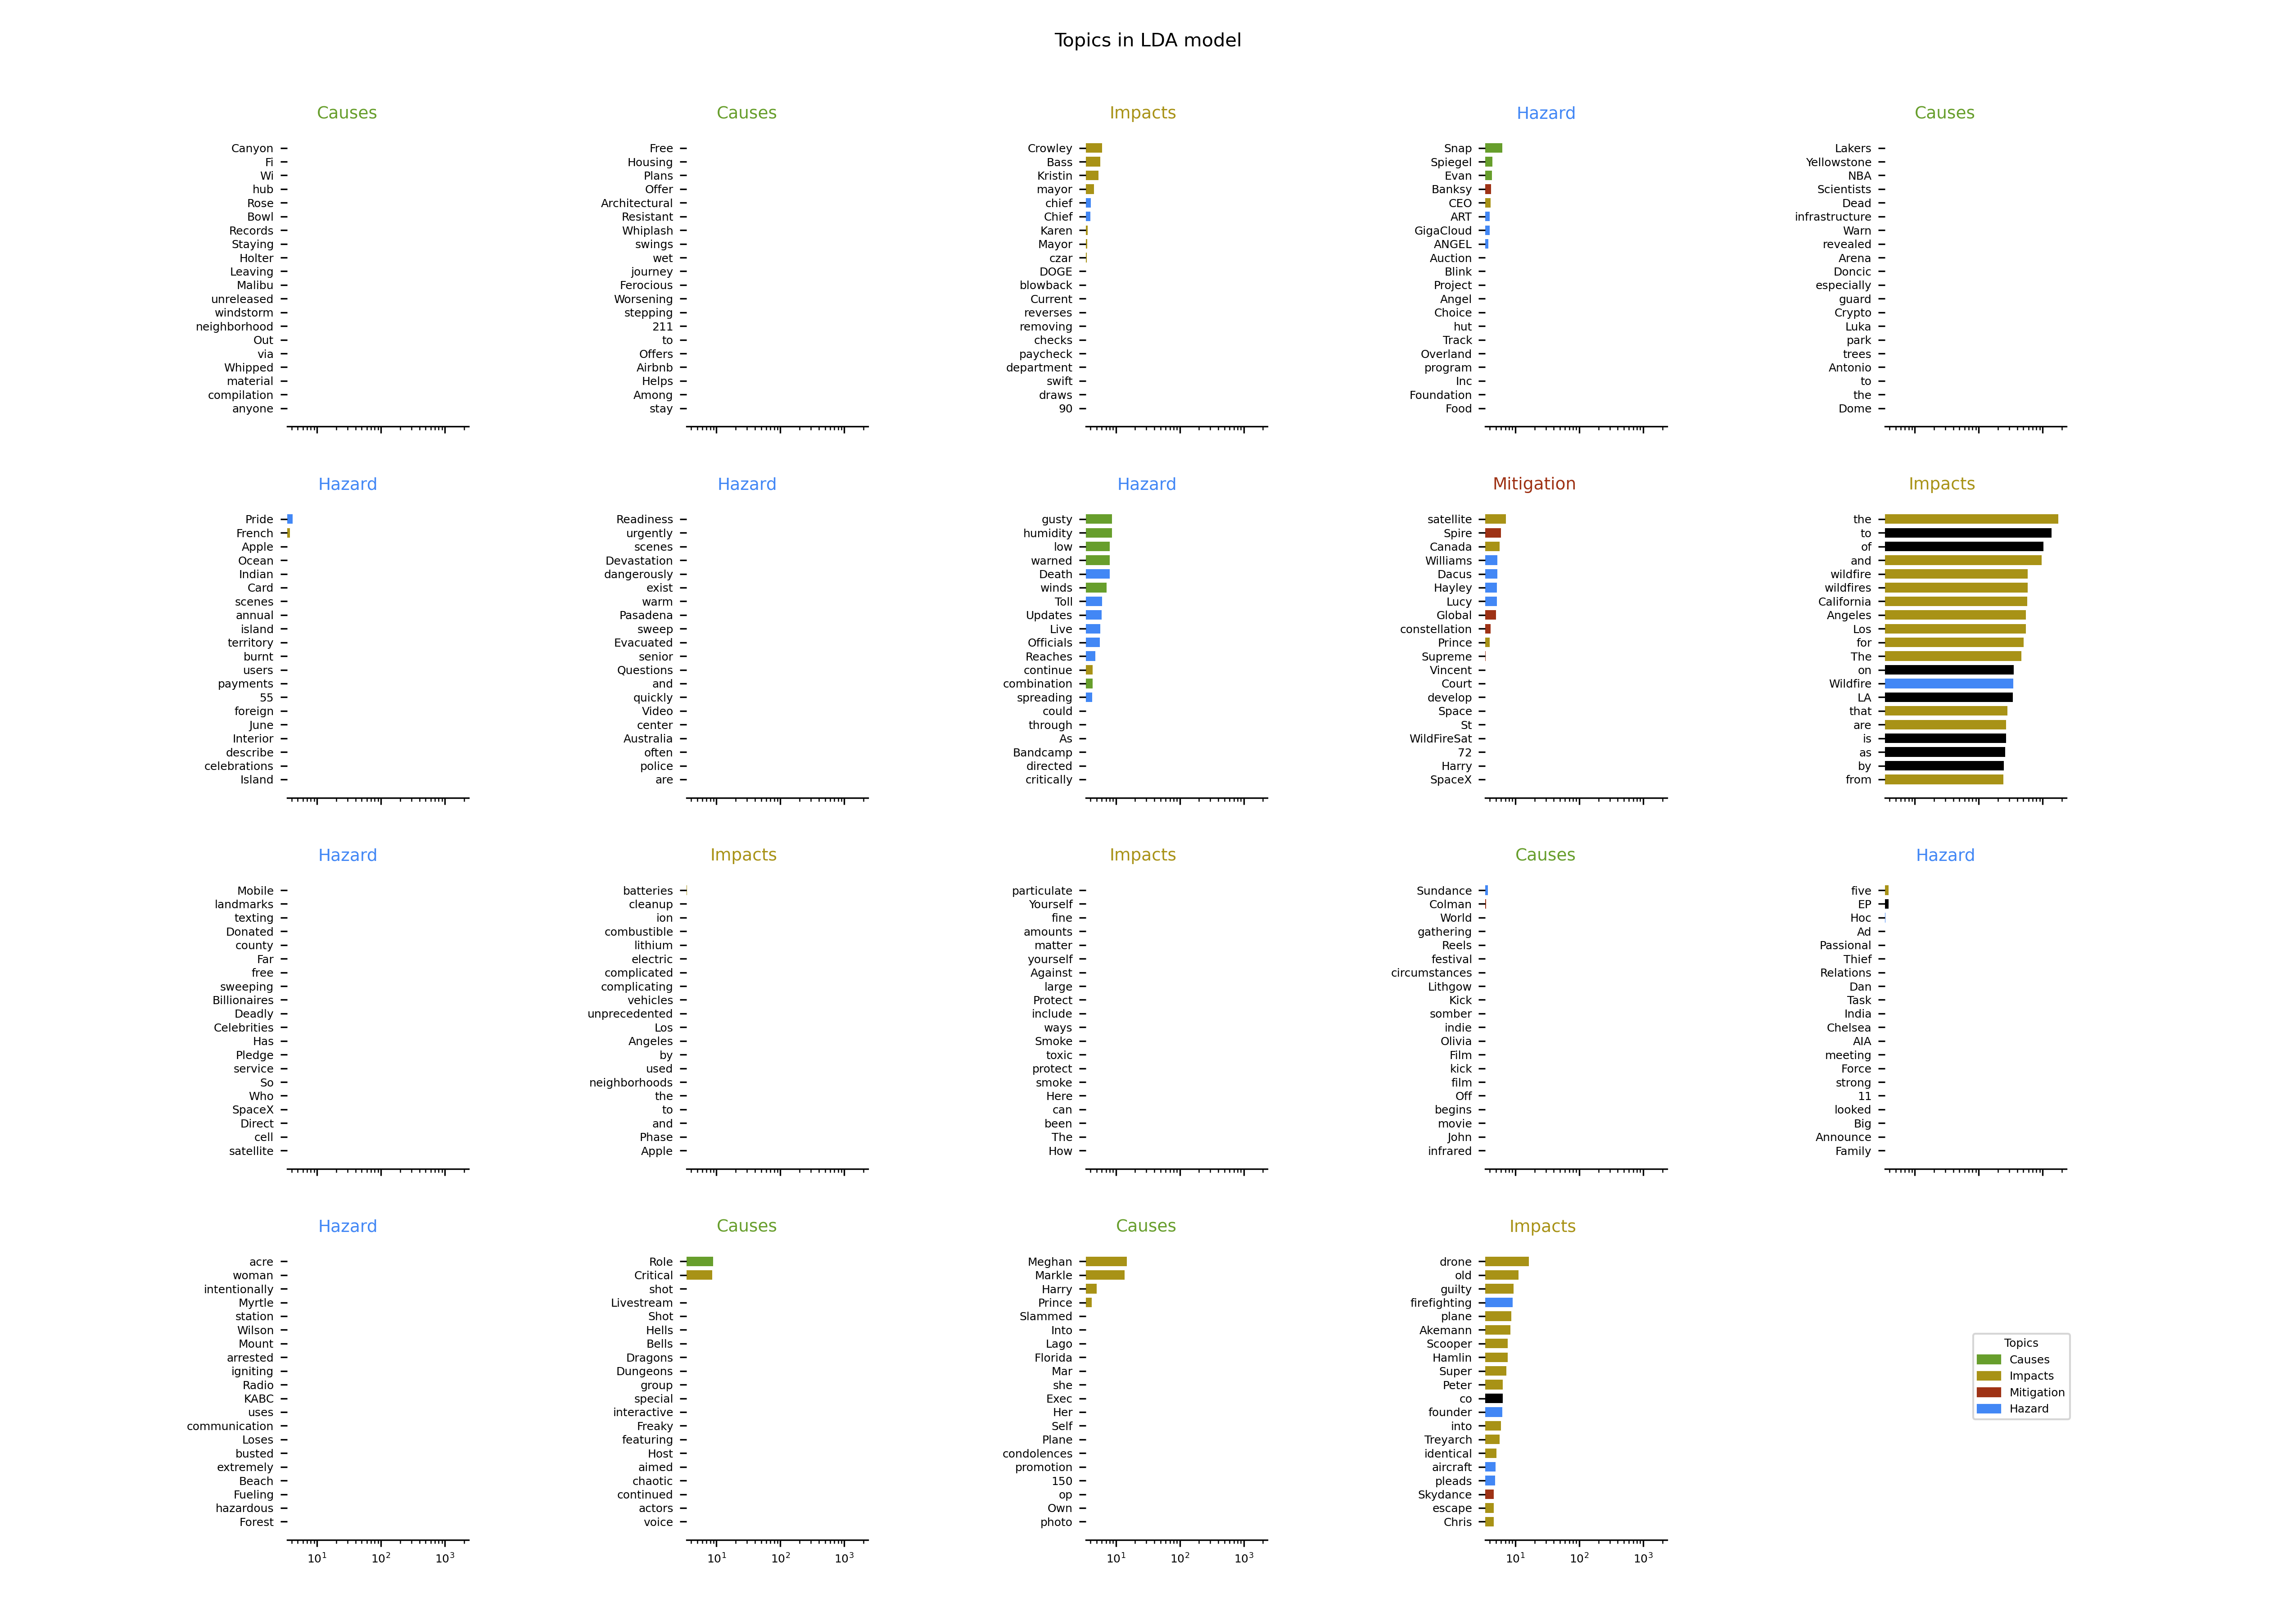 Topics in LDA model
Causes
Canyon
Fi
Wi
hub
Rose
Bowl
Records
Staying
Holter
Leaving
Malibu
unreleased
windstorm
neighborhood
Out
via
Whipped
material
compilation
anyone
Causes
Free
Housing
Plans
Offer
Architectural
Resistant
Whiplash
swings
wet
journey
Ferocious
Worsening
stepping
211
to
Offers
Airbnb
Helps
Among
stay
Impacts
Crowley
Bass
Kristin
mayor
chief
Chief
Karen
Mayor
czar
DOGE
blowback
Current
reverses
removing
checks
paycheck
department
swift
draws
90
Hazard
Snap
Spiegel
Evan
Banksy
CEO
ART
GigaCloud
ANGEL
Auction
Blink
Project
Angel
Choice
hut
Track
Overland
program
Inc
Foundation
Food
Causes
Lakers
Yellowstone
NBA
Scientists
Dead
infrastructure
Warn
revealed
Arena
Doncic
especially
guard
Crypto
Luka
park
trees
Antonio
to
the
Dome
Hazard
Pride
French
Apple
Ocean
Indian
Card
scenes
annual
island
territory
burnt
users
payments
55
foreign
June
Interior
describe
celebrations
Island
Hazard
Readiness
urgently
scenes
Devastation
dangerously
exist
warm
Pasadena
sweep
Evacuated
senior
Questions
and
quickly
Video
center
Australia
often
police
are
Hazard
gusty
humidity
low
warned
Death
winds
Toll
Updates
Live
Officials
Reaches
continue
combination
spreading
could
through
As
Bandcamp
directed
critically
Mitigation
satellite
Spire
Canada
Williams
Dacus
Hayley
Lucy
Global
constellation
Prince
Supreme
Vincent
Court
develop
Space
St
WildFireSat
72
Harry
SpaceX
Impacts
the
to
of
and
wildfire
wildfires
California
Angeles
Los
for
The
on
Wildfire
LA
that
are
is
as
by
from
Hazard
Mobile
landmarks
texting
Donated
county
Far
free
sweeping
Billionaires
Deadly
Celebrities
Has
Pledge
service
So
Who
SpaceX
Direct
cell
satellite
Impacts
batteries
cleanup
ion
combustible
lithium
electric
complicated
complicating
vehicles
unprecedented
Los
Angeles
by
used
neighborhoods
the
to
and
Phase
Apple
Impacts
particulate
Yourself
fine
amounts
matter
yourself
Against
large
Protect
include
ways
Smoke
toxic
protect
smoke
Here
can
been
The
How
Causes
Sundance
Colman
World
gathering
Reels
festival
circumstances
Lithgow
Kick
somber
indie
Olivia
Film
kick
film
Off
begins
movie
John
infrared
Hazard
five
EP
Hoc
Ad
Passional
Thief
Relations
Dan
Task
India
Chelsea
AIA
meeting
Force
strong
11
looked
Big
Announce
Family
Hazard
acre
woman
intentionally
Myrtle
station
Wilson
Mount
arrested
igniting
Radio
KABC
uses
communication
Loses
busted
extremely
Beach
Fueling
hazardous
Forest
10¹ 10² 10³
Causes
Role
Critical
shot
Livestream
Shot
Hells
Bells
Dragons
Dungeons
group
special
interactive
Freaky
featuring
Host
aimed
chaotic
continued
actors
voice
10¹ 10² 10³
Causes
Meghan
Markle
Harry
Prince
Slammed
Into
Lago
Florida
Mar
she
Exec
Her
Self
Plane
condolences
promotion
150
op
Own
photo
10¹ 10² 10³
Impacts
drone
old
guilty
firefighting
plane
Akemann
Scooper
Hamlin
Super
Peter
co
founder
into
Treyarch
identical
aircraft
pleads
Skydance
escape
Chris
10¹ 10² 10³
Topics
Causes
Impacts
Mitigation
Hazard